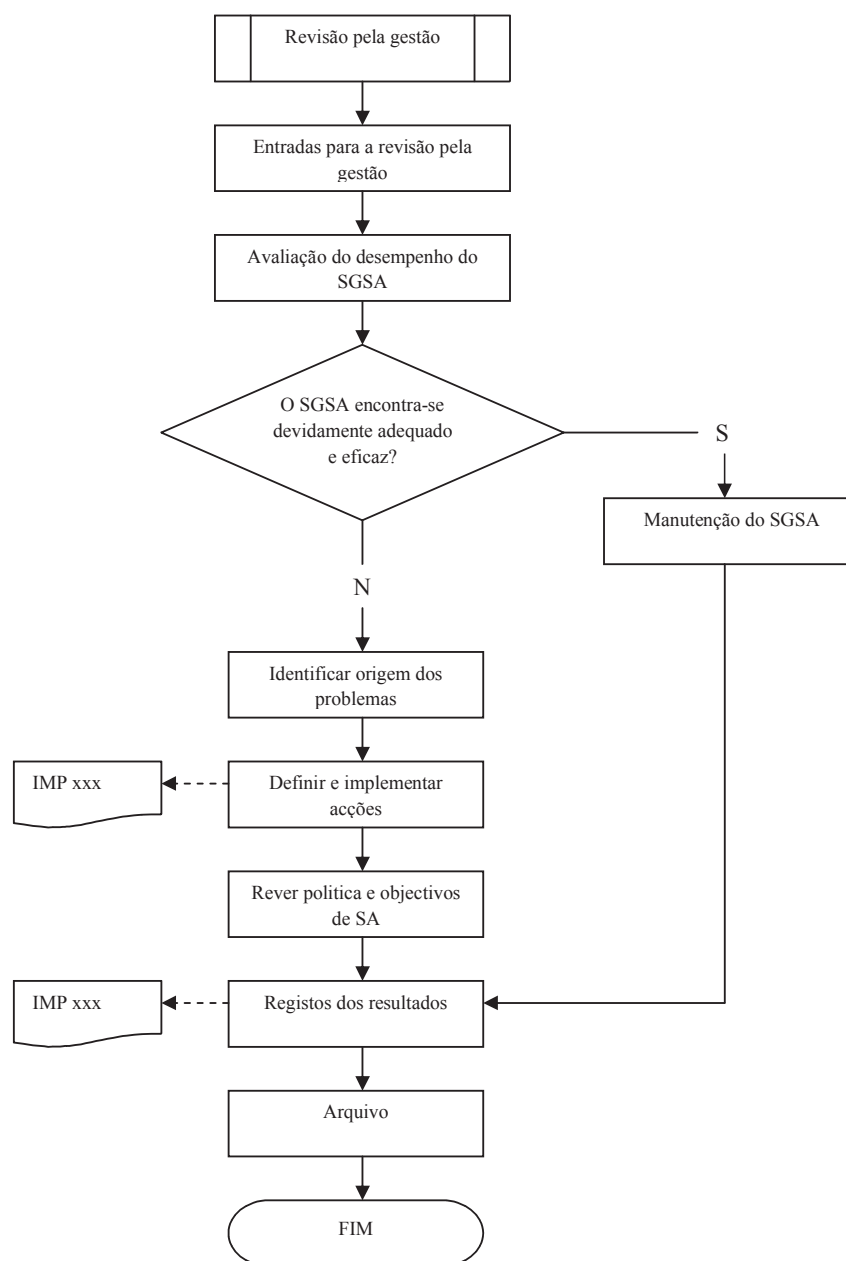 Revisão pela gestão
Entradas para a revisão pela
gestão
Avaliação do desempenho do
SGSA
O SGSA encontra-se
devidamente adequado
e eficaz?
S
Manutenção do SGSA
N
Identificar origem dos
problemas
IMP xxx
Definir e implementar
acções
Rever politica e objectivos
de SA
IMP xxx
Registos dos resultados
Arquivo
FIM